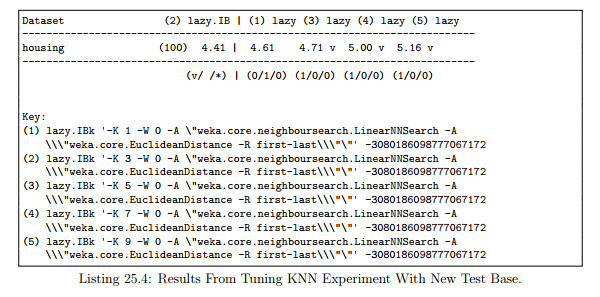 Dataset (2) lazy.IB | (1) lazy (3) lazy (4) lazy (5) lazy
--------------------------------------------------------------------------
housing (100) 4.41 | 4.61 4.71 v 5.00 v 5.16 v
--------------------------------------------------------------------------
(v/ /*) | (0/1/0) (1/0/0) (1/0/0) (1/0/0)
Key:
(1) lazy.IBk '-K 1 -W 0 -A \"weka.core.neighboursearch.LinearNNSearch -A
\\\"weka.core.EuclideanDistance -R first-last\\\"\"' -3080186098777067172
(2) lazy.IBk '-K 3 -W 0 -A \"weka.core.neighboursearch.LinearNNSearch -A
\\\"weka.core.EuclideanDistance -R first-last\\\"\"' -3080186098777067172
(3) lazy.IBk '-K 5 -W 0 -A \"weka.core.neighboursearch.LinearNNSearch -A
\\\"weka.core.EuclideanDistance -R first-last\\\"\"' -3080186098777067172
(4) lazy.IBk '-K 7 -W 0 -A \"weka.core.neighboursearch.LinearNNSearch -A
\\\"weka.core.EuclideanDistance -R first-last\\\"\"' -3080186098777067172
(5) lazy.IBk '-K 9 -W 0 -A \"weka.core.neighboursearch.LinearNNSearch -A
\\\"weka.core.EuclideanDistance -R first-last\\\"\"' -3080186098777067172
Listing 25.4: Results From Tuning KNN Experiment With New Test Base.